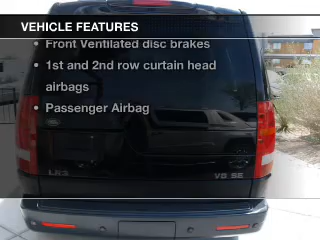 VEHICLE FEATURES
• Front Ventilated disc brakes
• 1st and 2nd row curtain head
airbags
• Passenger Airbag
LR3
V8 SE